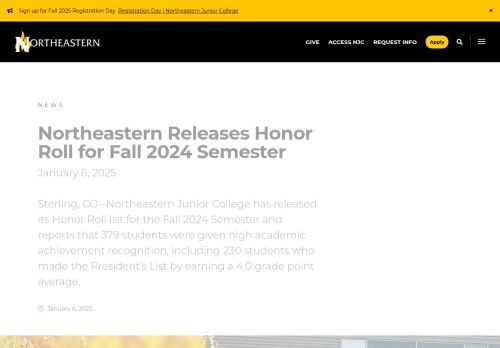 Sign up for Fall 2025 Registration Day Registration Day | Northeastern Junior College ×
NORTHEASTERN GIVE ACCESS NJC REQUEST INFO Apply
NEWS
Northeastern Releases Honor
Roll for Fall 2024 Semester
January 6, 2025
Sterling, CO--Northeastern Junior College has released
its Honor Roll list for the Fall 2024 Semester and
reports that 379 students were given high academic
achievement recognition, including 230 students who
made the President's List by earning a 4.0 grade point
average.
January 6, 2025